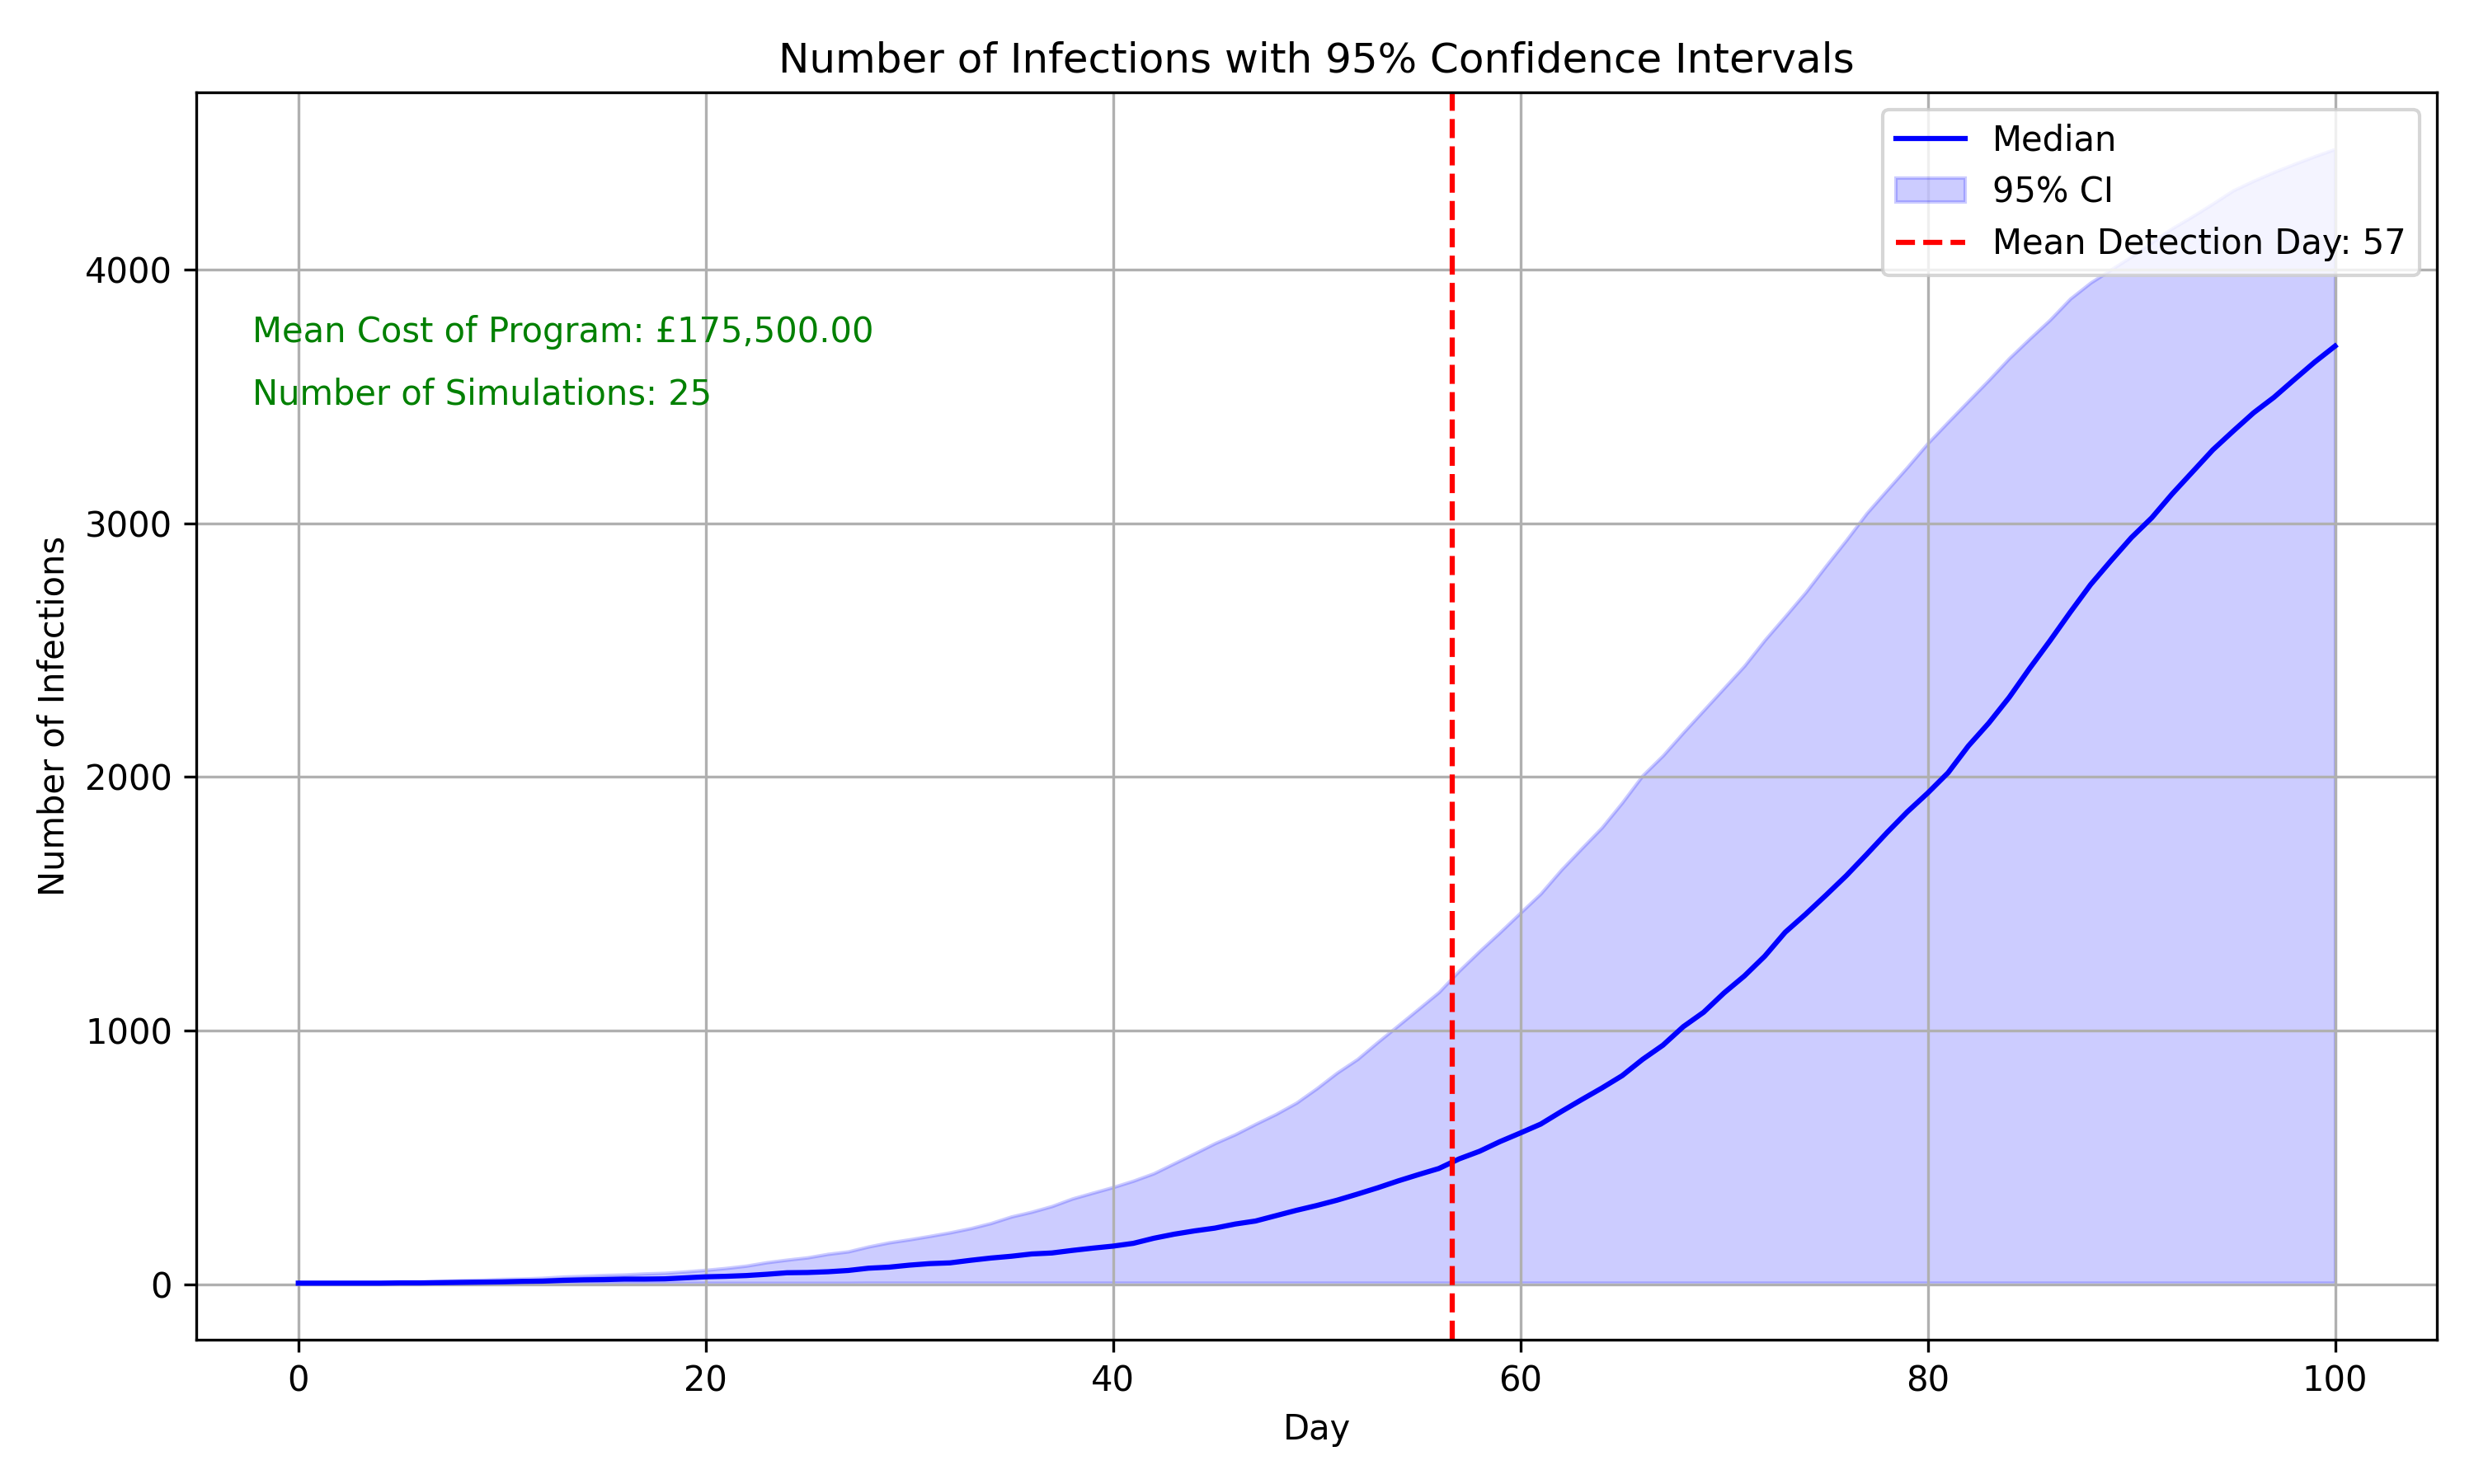 Number of Infections with 95% Confidence Intervals
Median
95% CI
Mean Detection Day: 57
Mean Cost of Program: £175,500.00
Number of Simulations: 25
Number of Infections
4000
3000
2000
1000
0
0 20 40 60 80 100
Day